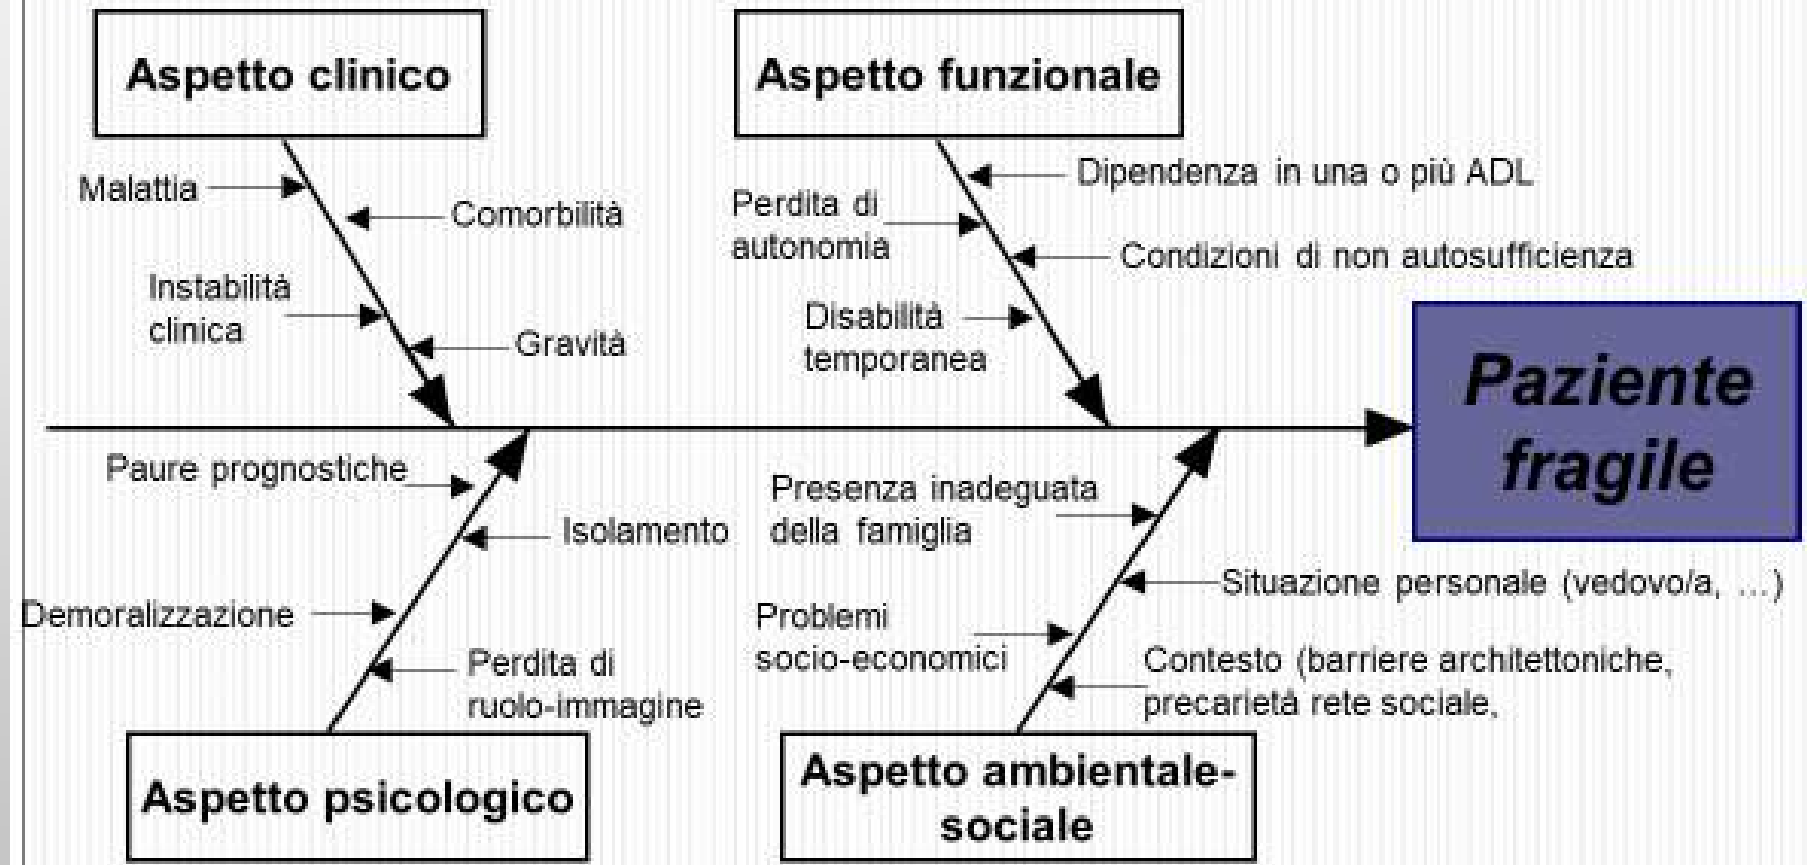 Aspetto clinico
Aspetto funzionale
Malattia
Comorbilità
Instabilità
clinica
Gravità
Dipendenza in una o più ADL
Perdita di
autonomia
Condizioni di non autosufficienza
Disabilità
temporanea
Paziente
fragile
Paure prognostiche
Isolamento
Demoralizzazione
Perdita di
ruolo-immagine
Presenza inadeguata
della famiglia
Situazione personale (vedovo/a, ...)
Problemi
socio-economici
Contesto (barriere architettoniche,
precarietà rete sociale,
Aspetto psicologico
Aspetto ambientale-
sociale